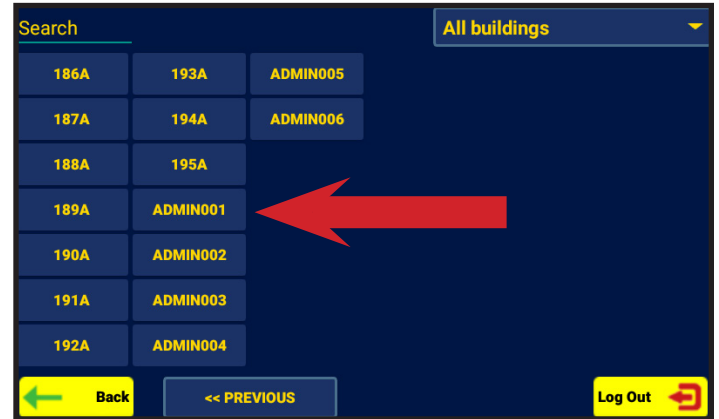 Search All buildings
186A 193A ADMIN005
187A 194A ADMIN006
188A 195A
189A ADMIN001
190A ADMIN002
191A ADMIN003
192A ADMIN004
Back << PREVIOUS Log Out